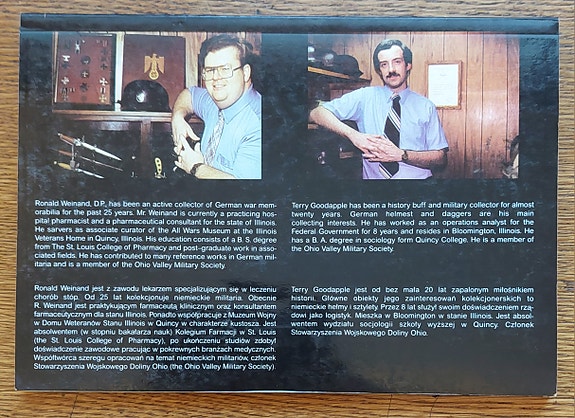 Ronald Weinand, D.P., has been an active collector of German war mem-
orabilia for the past 25 years. Mr. Weinand is currently a practicing hos-
pital pharmacist and a pharmaceutical consultant for the state of Illinois.
He sarvers as associate curator of the All Wars Museum at the Illinois
Veterans Home in Quincy, Illinois. His education consists of a B. S. degree
from The St. Louis College of Pharmacy and post-graduate work in asso-
ciated fields. He has contributed to many reference works in German mil-
itaria and is a member of the Ohio Valley Military Society.
Ronald Weinand jest z zawodu lekarzem specjalizującym się w leczeniu
chorób stóp. Od 25 lat kolekcjonuje niemieckie militaria. Obecnie
R. Weinand jest praktykującym farmaceutą klinicznym oraz konsultantem
farmaceutycznym dla stanu Illinois. Ponadto współpracuje z Muzeum Wojny
w Domu Weteranów Stanu Illinois w Quincy w charakterze kustosza. Jest
absolwentem (w stopniu bakałarza nauk) Kolegium Farmacji w St. Louis
(the St. Louis College of Pharmacy), po ukończeniu studiów zdobył
doświadczenie zawodowe pracując w pokrewnych branżach medycznych.
Współtwórca szeregu opracowań na temat niemieckich militariów, członek
Stowarzyszenia Wojskowego Doliny Ohio (the Ohio Valley Military Society).
Terry Goodapple has been a history buff and military collector for almost
twenty years. German helmest and daggers are his main
collecting interests. He has worked as an operations analyst for the
Federal Government for 8 years and resides in Bloomington, Illinois. He
has a B. A. degree in sociology form Quincy College. He is a member of
the Ohio Valley Military Society.
Terry Goodapple jest od bez mała 20 lat zapalonym miłośnikiem
historii. Główne obiekty jego zainteresowań kolekcjonerskich to
niemieckie hełmy i sztylety. Przez 8 lat służył swoim doświadczeniem rzą-
dowi jako logistyk. Mieszka w Bloomington w stanie Illinois. Jest absol-
wentem wydziału socjologii szkoły wyższej w Quincy. Członek
Stowarzyszenia Wojskowego Doliny Ohio.